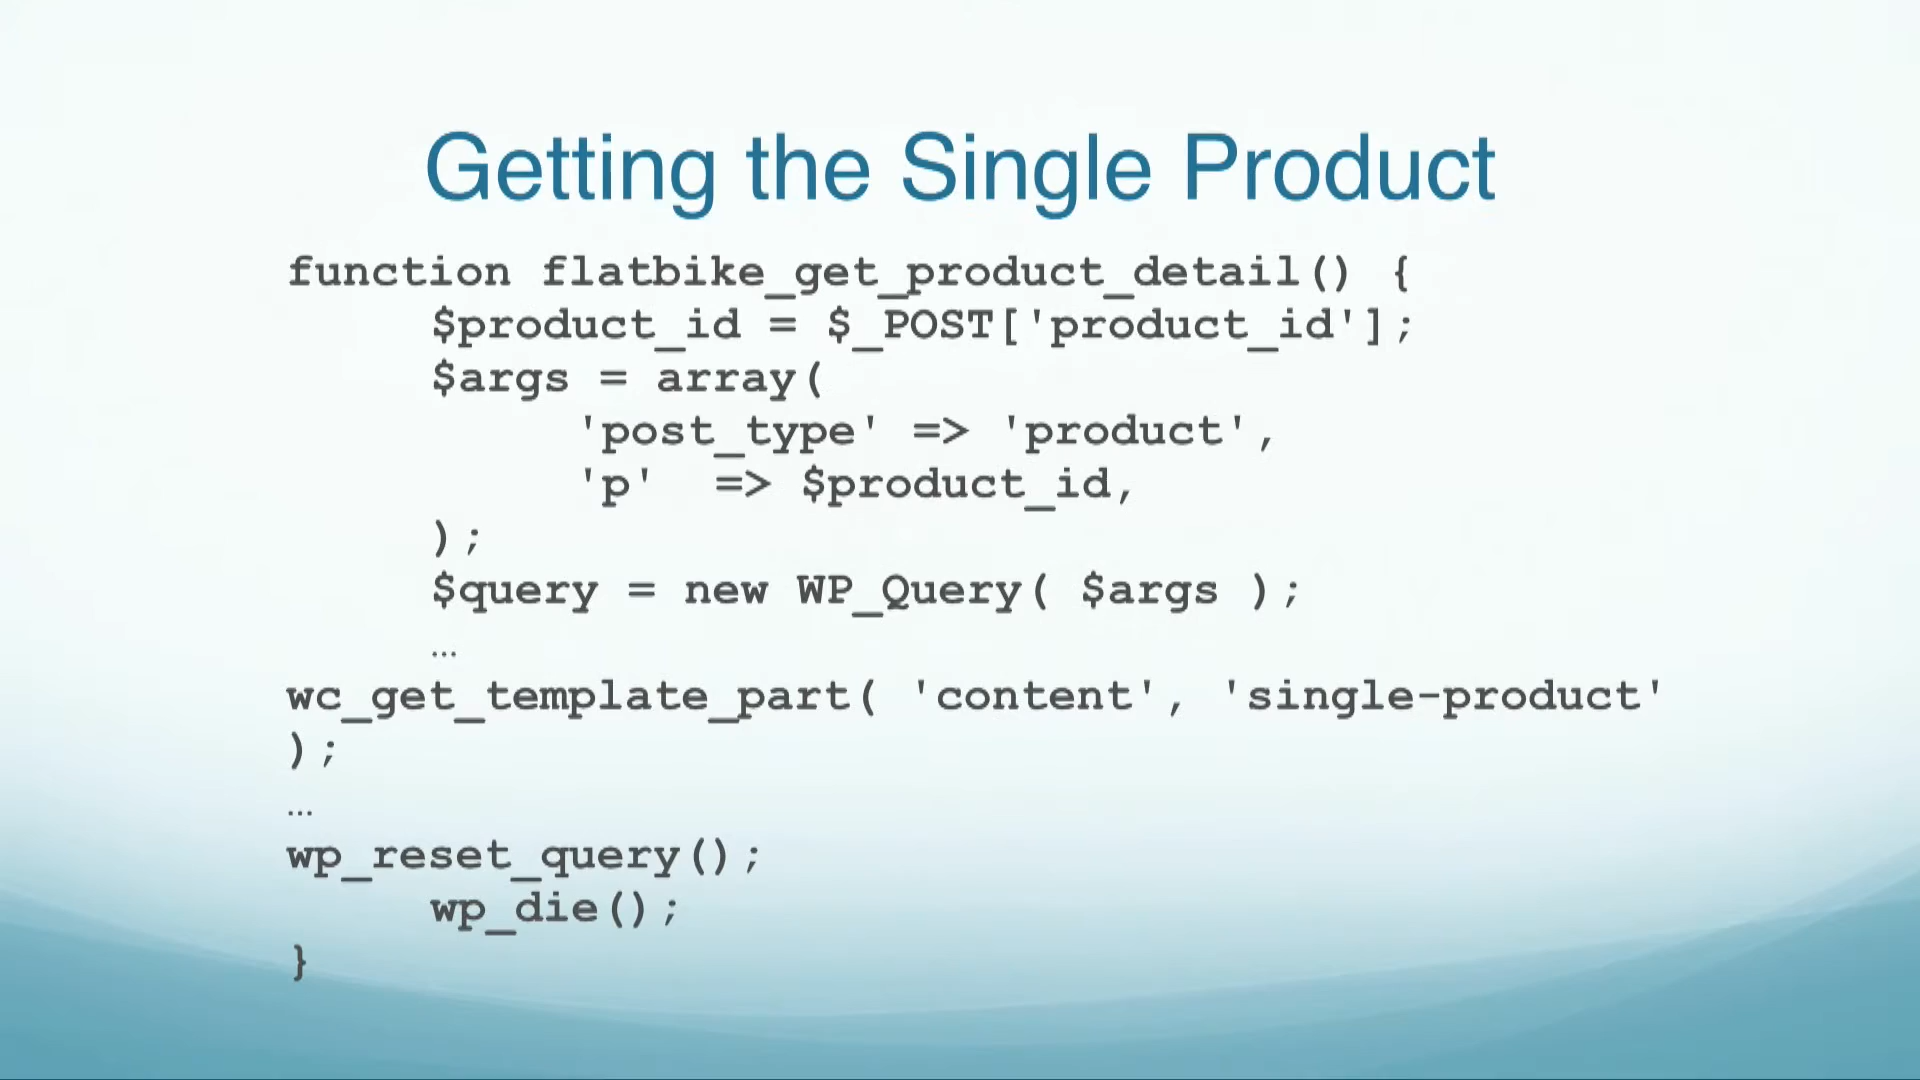 Getting the Single Product
function flatbike_get_product_detail() {
$product_id = $_POST['product_id'];
$args = array(
'post_type' => 'product',
'p'  => $product_id,
);
$query = new WP_Query( $args );
…
wc_get_template_part( 'content', 'single-product'
);
…
wp_reset_query();
wp_die();
}